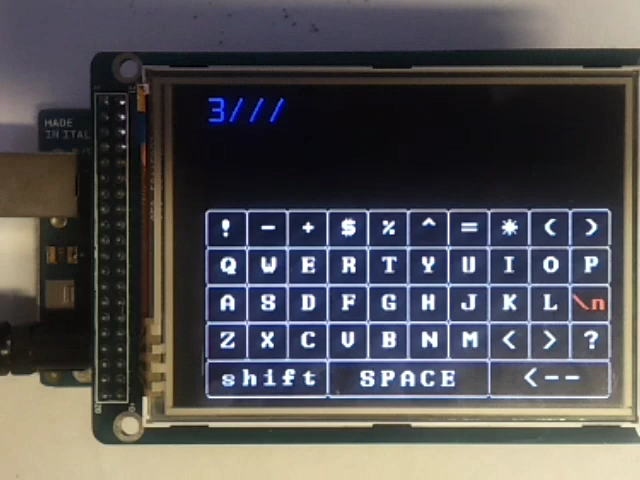 MADE
IN ITAL
3///
! - + $ % ^ = * ( )
Q W E R T Y U I O P
A S D F G H J K L \n
Z X C V B N M < > ?
shift SPACE <--